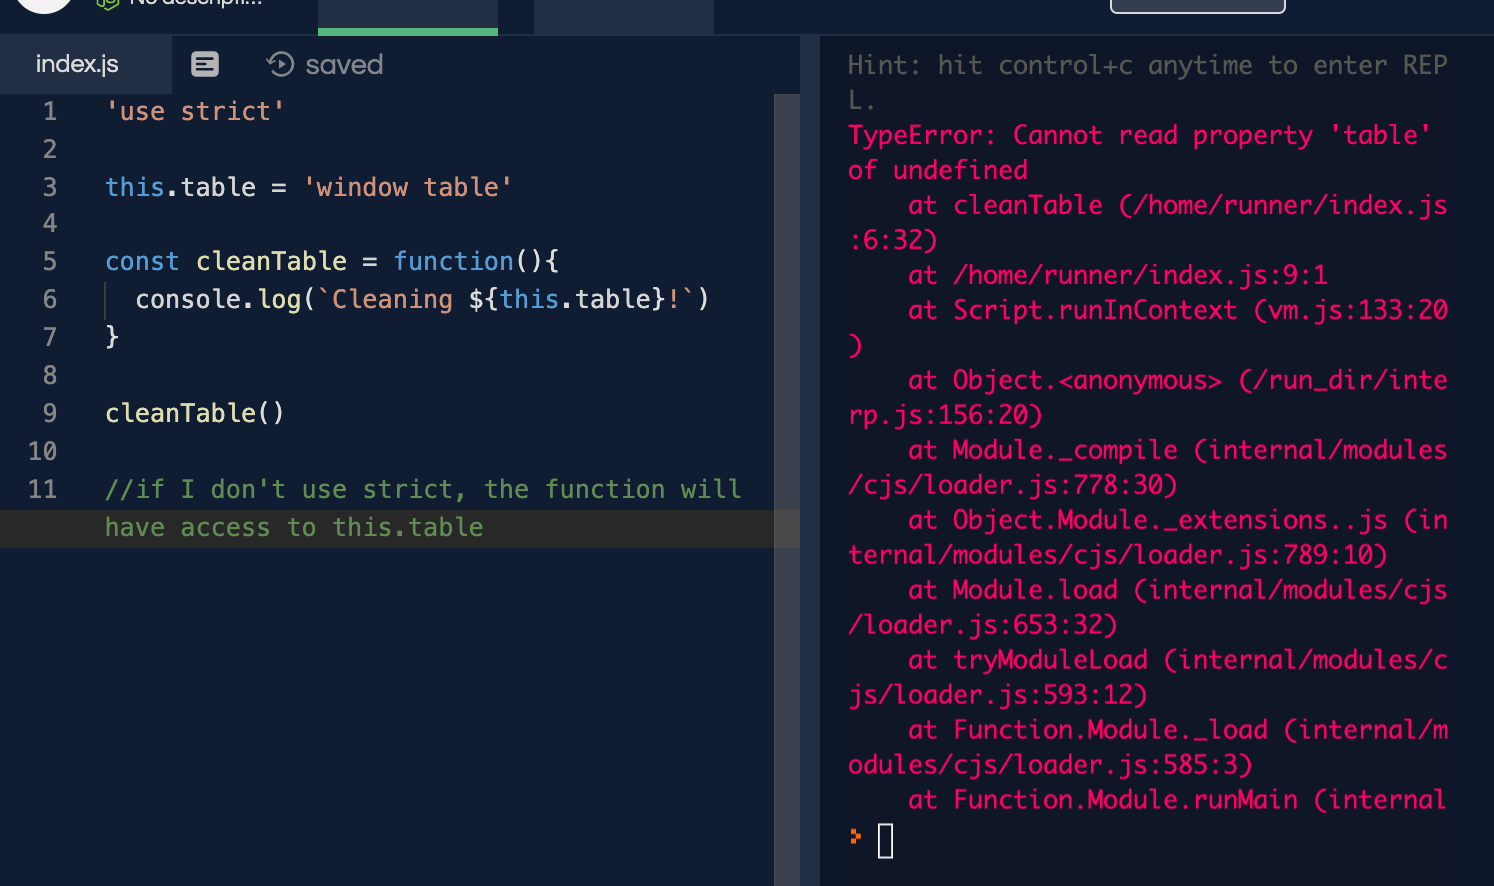 index.js
saved
1 'use strict'
2
3 this.table = 'window table'
4
5 const cleanTable = function(){
6 console.log(`Cleaning ${this.table}!`)
7 }
8
9 cleanTable()
10
11 //if I don't use strict, the function will
have access to this.table
Hint: hit control+c anytime to enter REP
L.
TypeError: Cannot read property 'table'
of undefined
at cleanTable (/home/runner/index.js
:6:32)
at /home/runner/index.js:9:1
at Script.runInContext (vm.js:133:20
)
at Object.<anonymous> (/run_dir/inte
rp.js:156:20)
at Module._compile (internal/modules
/cjs/loader.js:778:30)
at Object.Module._extensions..js (in
ternal/modules/cjs/loader.js:789:10)
at Module.load (internal/modules/cjs
/loader.js:653:32)
at tryModuleLoad (internal/modules/c
js/loader.js:593:12)
at Function.Module._load (internal/m
odules/cjs/loader.js:585:3)
at Function.Module.runMain (internal